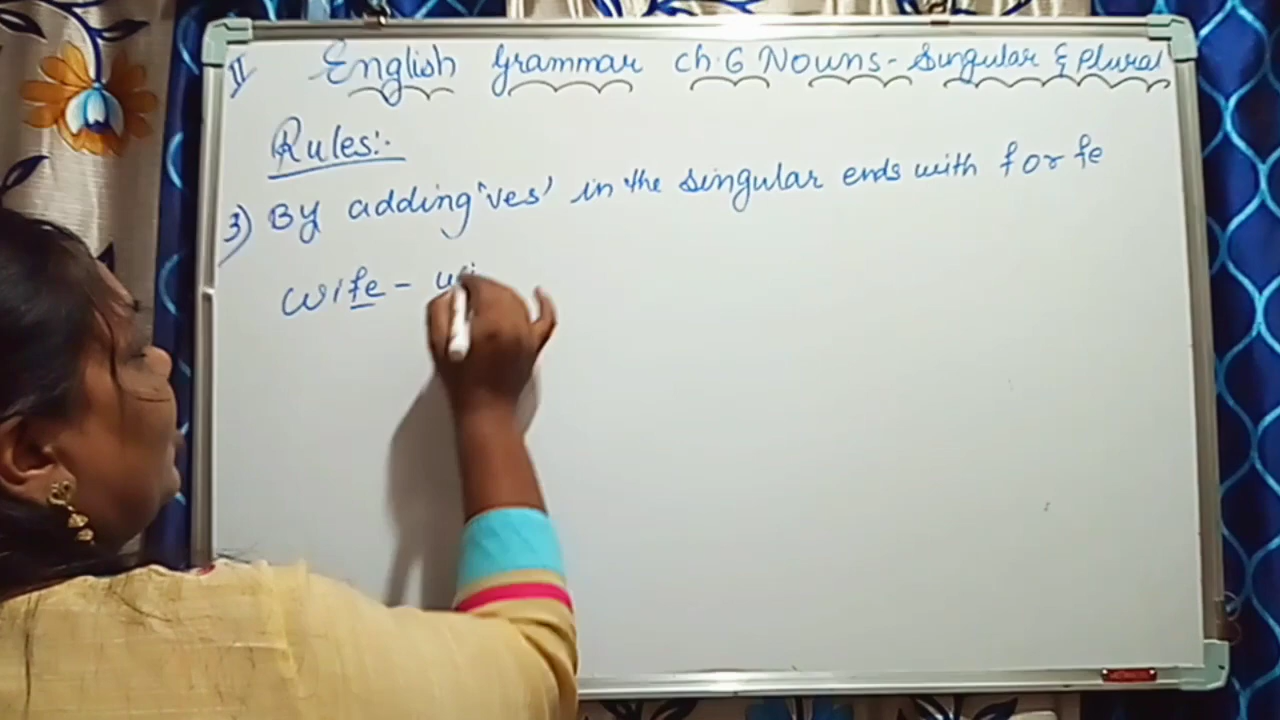 II English Grammar ch.6 Nouns - Singular & Plural
Rules:-
3) By adding 'ves' in the singular ends with f or fe
wife - wi